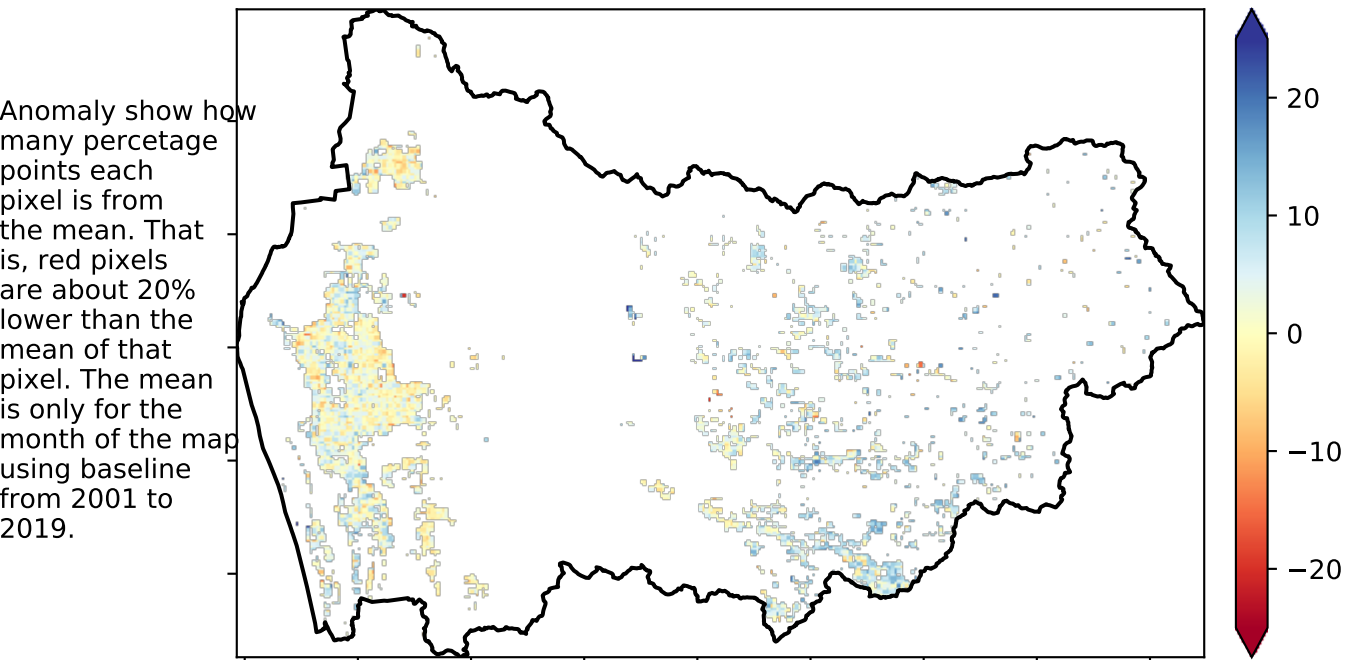 Anomaly show how
many percetage
points each
pixel is from
the mean. That
is, red pixels
are about 20%
lower than the
mean of that
pixel. The mean
is only for the
month of the map
using baseline
from 2001 to
2019.
20
10
0
−10
−20